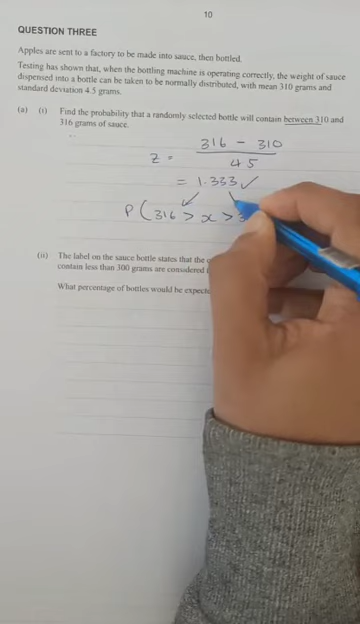 10
QUESTION THREE
Apples are sent to a factory to be made into sauce, then bottled.
Testing has shown that, when the bottling machine is operating correctly, the weight of sauce
dispensed into a bottle can be taken to be normally distributed, with mean 310 grams and
standard deviation 4.5 grams.
(a) (i) Find the probability that a randomly selected bottle will contain between 310 and
316 grams of sauce.
z = 316 - 310
4.5
= 1.333 ✓
P(316 > x > 3
(ii) The label on the sauce bottle states that the
contain less than 300 grams are considered
What percentage of bottles would be expecte